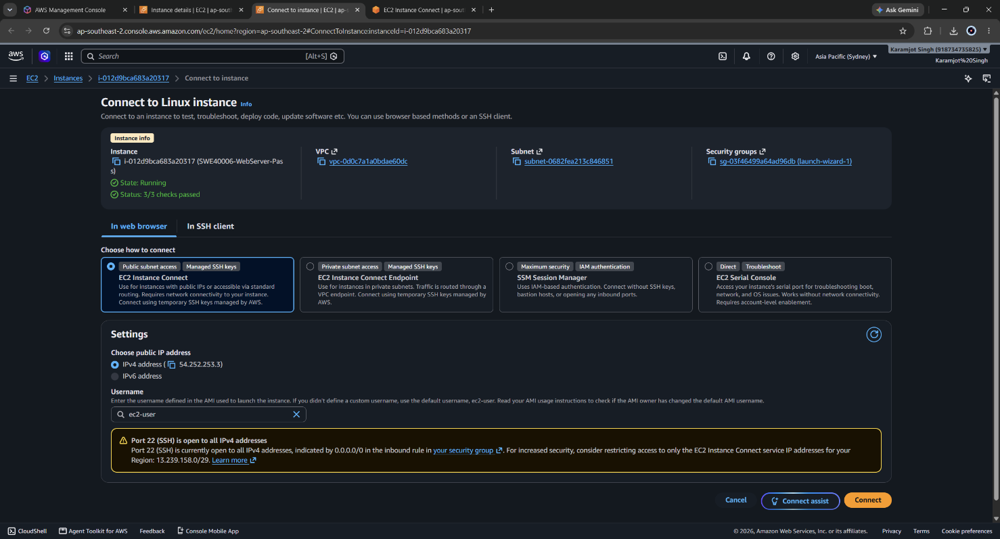 AWS Management Console
Instance details | EC2 | ap-south
Connect to instance | EC2 | ap-s
EC2 Instance Connect | ap-sout
Ask Gemini
ap-southeast-2.console.aws.amazon.com/ec2/home?region=ap-southeast-2#ConnectToInstance:instanceId=i-012d9bca683a20317
aws
Search
[Alt+S]
Asia Pacific (Sydney)
Karamjot Singh (918734735825)
Karamjot%20Singh
EC2
Instances
i-012d9bca683a20317
Connect to instance
Connect to Linux instance Info
Connect to an instance to test, troubleshoot, deploy code, update software etc. You can use browser based methods or an SSH client.
Instance info
Instance
i-012d9bca683a20317 (SWE40006-WebServer-Pas
s)
State: Running
Status: 3/3 checks passed
VPC
vpc-0d0c7a1a0bdae60dc
Subnet
subnet-0682fea213c846851
Security groups
sg-03f46499a64ad96db (launch-wizard-1)
In web browser
In SSH client
Choose how to connect
Public subnet access
Managed SSH keys
EC2 Instance Connect
Use for instances with public IPs or accessible via standard
routing. Requires network connectivity to your instance.
Connect using temporary SSH keys managed by AWS.
Private subnet access
Managed SSH keys
EC2 Instance Connect Endpoint
Use for instances in private subnets. Traffic is routed through a
VPC endpoint. Connect using temporary SSH keys managed by
AWS.
Maximum security
IAM authentication
SSM Session Manager
Uses IAM-based authentication. Connect without SSH keys,
bastion hosts, or opening any inbound ports.
Direct
Troubleshoot
EC2 Serial Console
Access your instance's serial port for troubleshooting boot,
network, and OS issues. Works without network connectivity.
Requires account-level enablement.
Settings
Choose public IP address
IPv4 address ( 54.252.253.3)
IPv6 address
Username
Enter the username defined in the AMI used to launch the instance. If you didn't define a custom username, use the default username, ec2-user. Read your AMI usage instructions to check if the AMI owner has changed the default AMI username.
ec2-user
Port 22 (SSH) is open to all IPv4 addresses
Port 22 (SSH) is currently open to all IPv4 addresses, indicated by 0.0.0.0/0 in the inbound rule in your security group. For increased security, consider restricting access to only the EC2 Instance Connect service IP addresses for your
Region: 13.239.158.0/29. Learn more
Cancel
Connect assist
Connect
CloudShell
Agent Toolkit for AWS
Feedback
Console Mobile App
© 2026, Amazon Web Services, Inc. or its affiliates.
Privacy
Terms
Cookie preferences